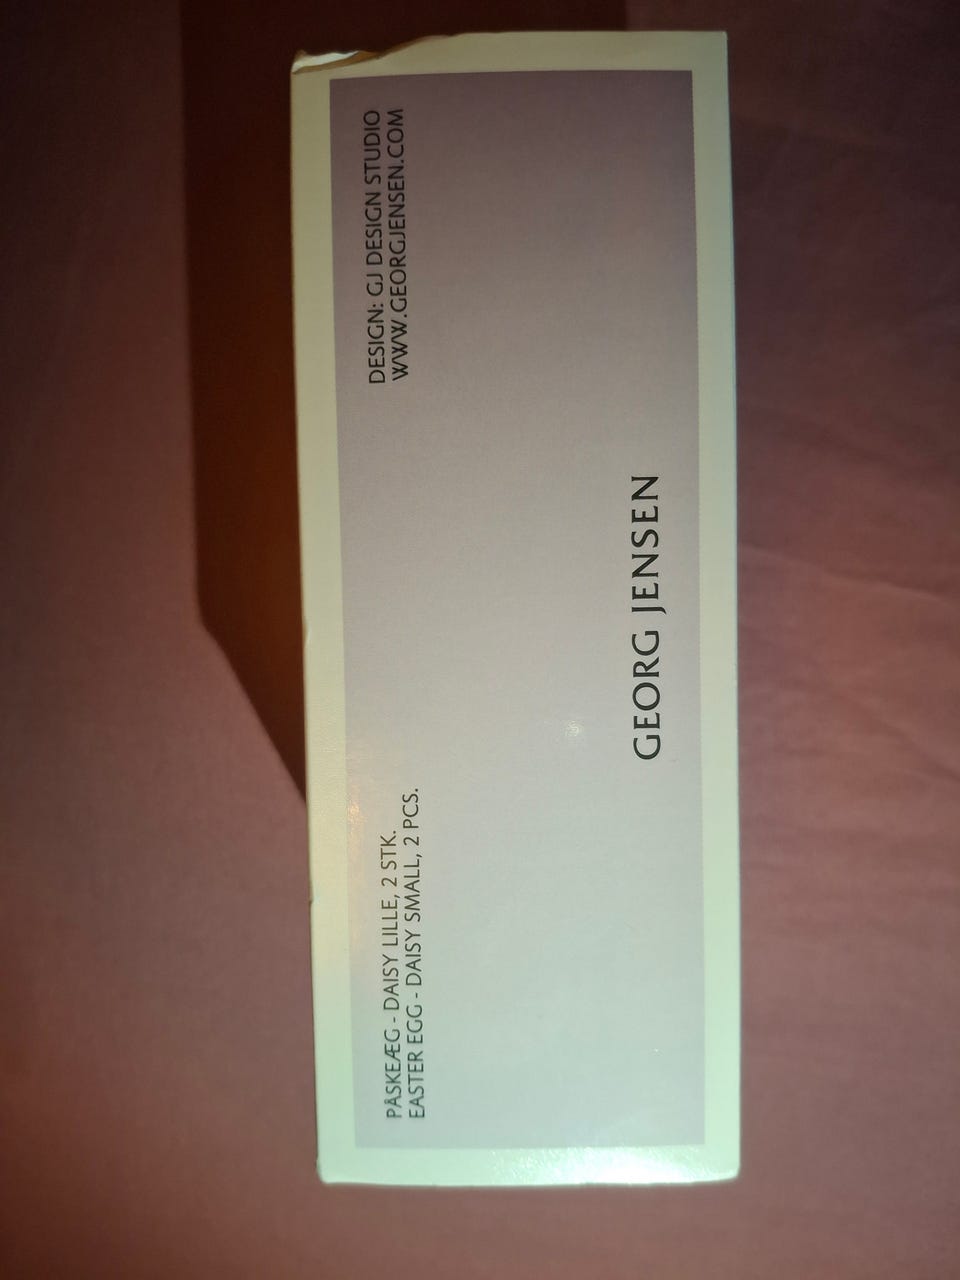 PÅSKEÆG - DAISY LILLE, 2 STK.
EASTER EGG - DAISY SMALL, 2 PCS.
DESIGN: GJ DESIGN STUDIO
WWW.GEORGJENSEN.COM
GEORG JENSEN